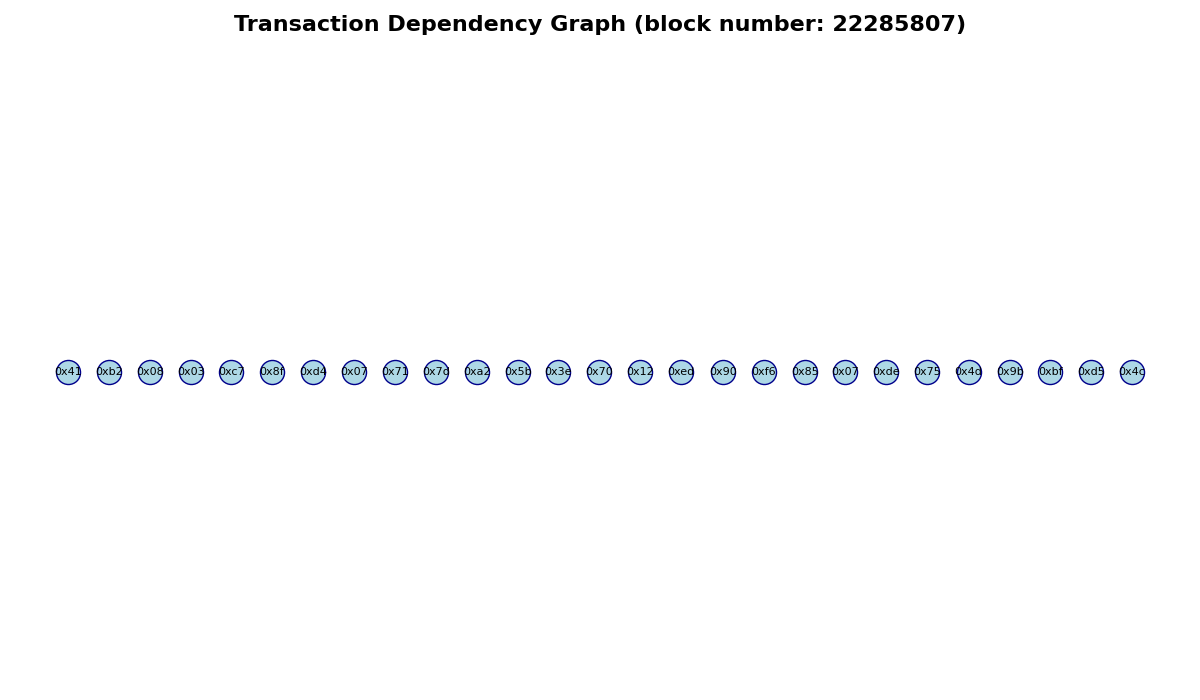 Transaction Dependency Graph (block number: 22285807)
0x41 0xb2 0x08 0x03 0xc7 0x8f 0xd4 0x07 0x71 0x7d 0xa2 0x5b 0x3e 0x70 0x12 0xed 0x90 0xf6 0x85 0x07 0xde 0x75 0x4d 0x9b 0xbf 0xd5 0x4c